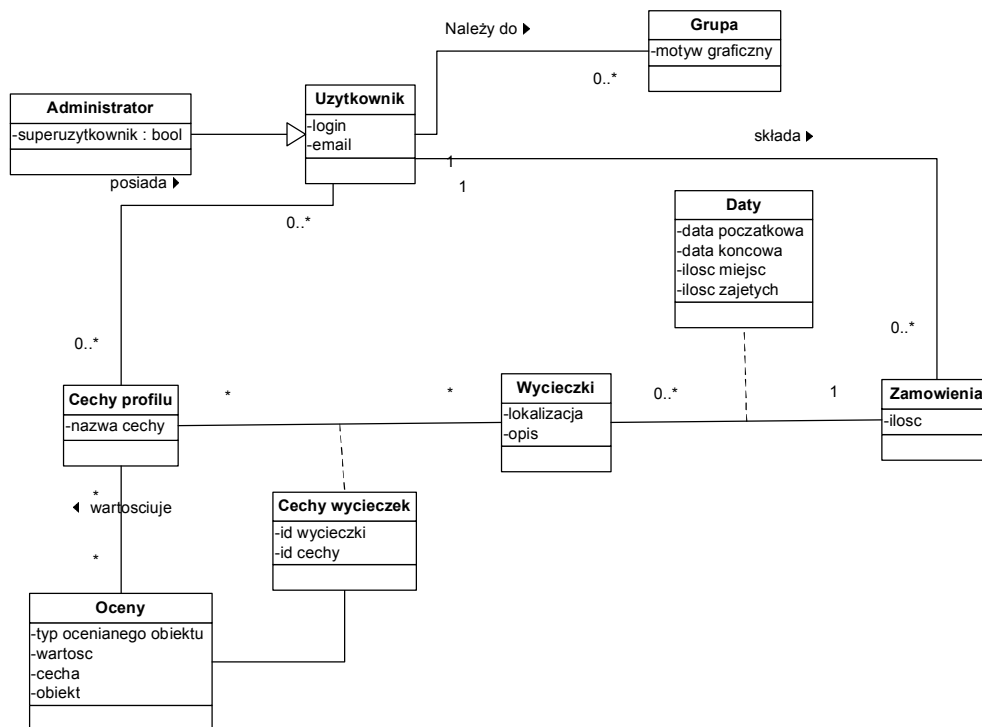 Należy do
Grupa
-motyw graficzny
0..*
Administrator
-superuzytkownik : bool
Uzytkownik
-login
-email
składa
1
1
posiada
0..*
Daty
-data poczatkowa
-data koncowa
-ilosc miejsc
-ilosc zajetych
0..*
0..*
Cechy profilu
-nazwa cechy
*
*
Wycieczki
-lokalizacja
-opis
0..*
1
Zamowienia
-ilosc
*
wartosciuje
*
Cechy wycieczek
-id wycieczki
-id cechy
Oceny
-typ ocenianego obiektu
-wartosc
-cecha
-obiekt